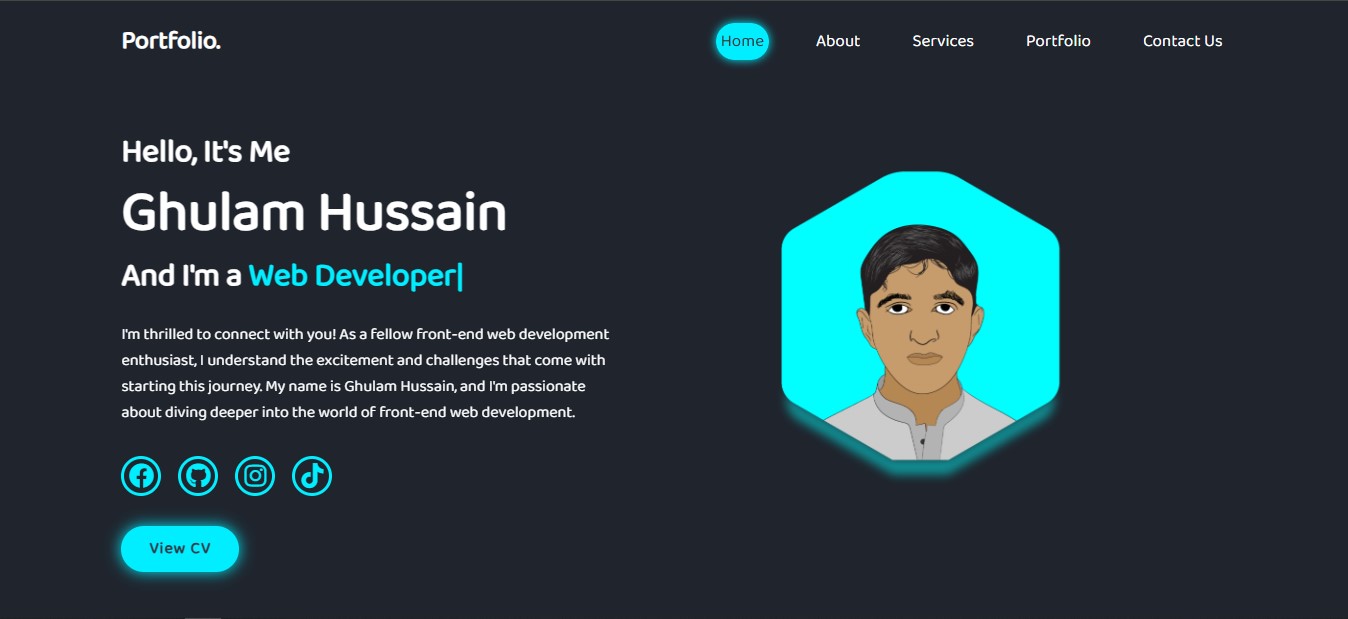 Portfolio.
Home
About
Services
Portfolio
Contact Us
Hello, It's Me
Ghulam Hussain
And I'm a Web Developer|
I'm thrilled to connect with you! As a fellow front-end web development
enthusiast, I understand the excitement and challenges that come with
starting this journey. My name is Ghulam Hussain, and I'm passionate
about diving deeper into the world of front-end web development.
View CV